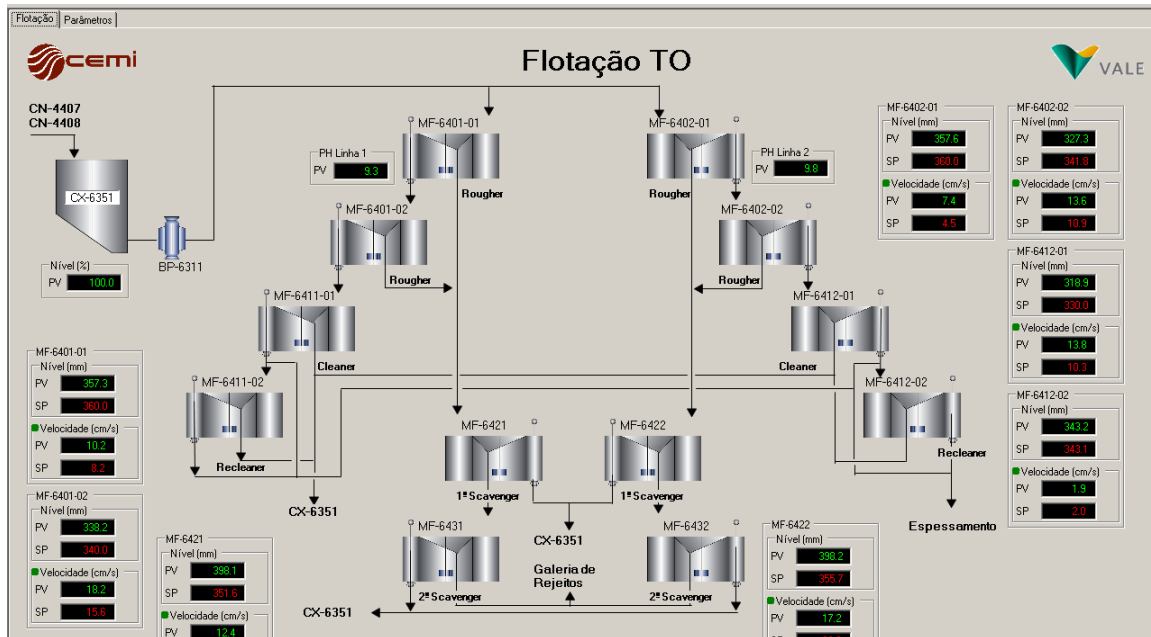 Flotação
Parâmetros
cemi
Flotação TO
VALE
CN-4407
CN-4408
CX-6351
BP-6311
Nível (%)
PV 100.0
MF-6401-01
Rougher
PH Linha 1
PV 9.3
MF-6402-01
Rougher
PH Linha 2
PV 9.8
MF-6401-02
Rougher
MF-6402-02
Rougher
MF-6411-01
Cleaner
MF-6412-01
Cleaner
MF-6411-02
Recleaner
MF-6412-02
Recleaner
MF-6421
1ª Scavenger
MF-6422
1ª Scavenger
CX-6351
CX-6351
Espessamento
MF-6431
2ª Scavenger
MF-6432
2ª Scavenger
Galeria de
Rejeitos
CX-6351
MF-6402-01
Nível (mm)
PV 357.6
SP 360.0
Velocidade (cm/s)
PV 7.4
SP 4.5
MF-6402-02
Nível (mm)
PV 327.3
SP 341.8
Velocidade (cm/s)
PV 13.6
SP 10.9
MF-6412-01
Nível (mm)
PV 318.9
SP 330.0
Velocidade (cm/s)
PV 13.8
SP 10.3
MF-6412-02
Nível (mm)
PV 343.2
SP 343.1
Velocidade (cm/s)
PV 1.9
SP 2.0
MF-6401-01
Nível (mm)
PV 357.3
SP 360.0
Velocidade (cm/s)
PV 10.2
SP 8.2
MF-6401-02
Nível (mm)
PV 338.2
SP 340.0
Velocidade (cm/s)
PV 18.2
SP 15.6
MF-6421
Nível (mm)
PV 398.1
SP 351.6
Velocidade (cm/s)
PV 12.4
MF-6422
Nível (mm)
PV 398.2
SP 355.7
Velocidade (cm/s)
PV 17.2